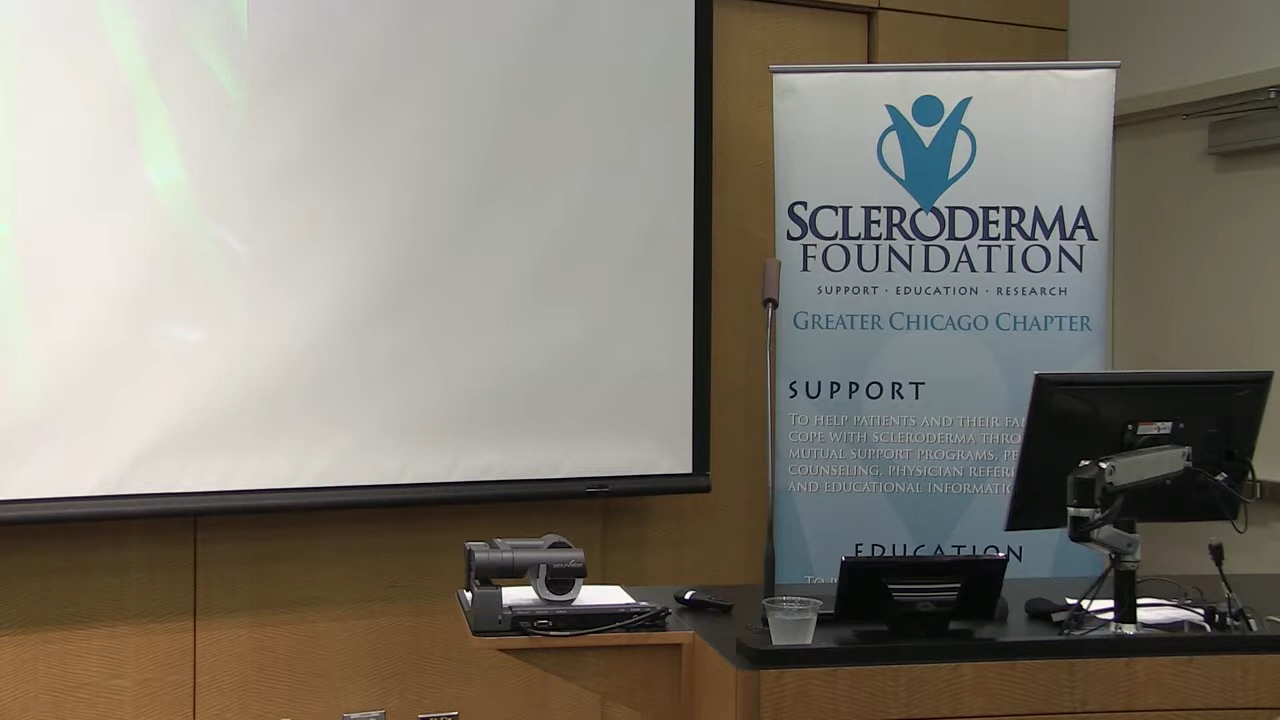 SCLERODERMA
FOUNDATION
SUPPORT · EDUCATION · RESEARCH
GREATER CHICAGO CHAPTER
SUPPORT
TO HELP PATIENTS AND THEIR
COPE WITH SCLERODERMA
MUTUAL SUPPORT PROGRAMS,
COUNSELING, PHYSICIAN
AND EDUCATIONAL
EDUCATION
TO